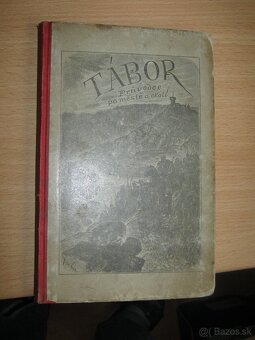 TÁBOR
Průvodce
po městě a okolí
© Bazos.sk